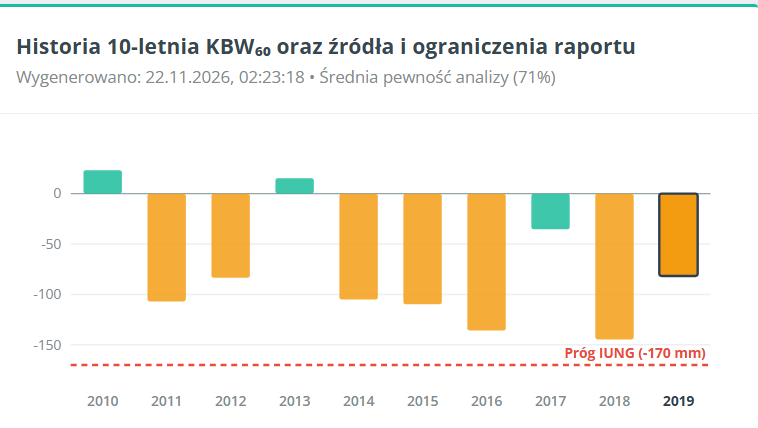 Historia 10-letnia KBW₆₀ oraz źródła i ograniczenia raportu
Wygenerowano: 22.11.2026, 02:23:18 • Średnia pewność analizy (71%)
0
-50
-100
-150
Próg IUNG (-170 mm)
2010 2011 2012 2013 2014 2015 2016 2017 2018 2019